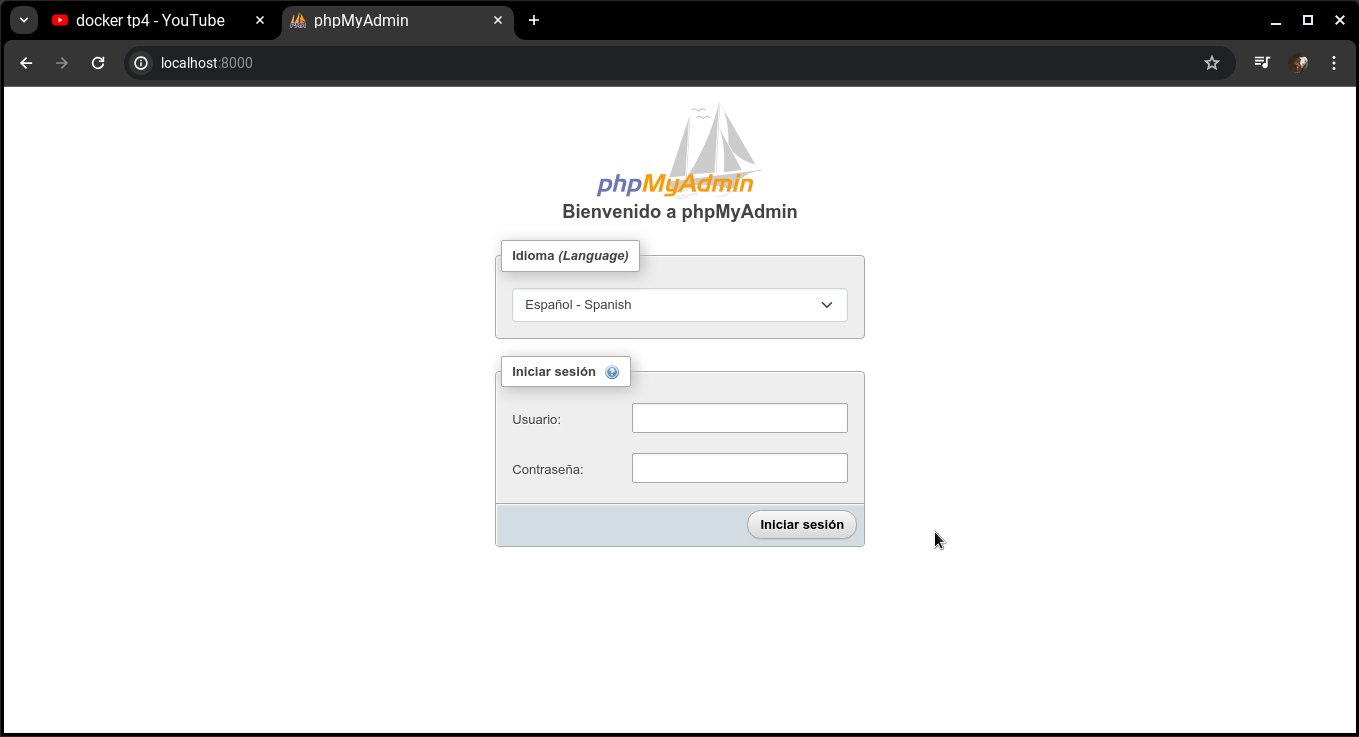 docker tp4 - YouTube
phpMyAdmin
localhost:8000
phpMyAdmin
Bienvenido a phpMyAdmin
Idioma (Language)
Español - Spanish
Iniciar sesión
Usuario:
Contraseña:
Iniciar sesión